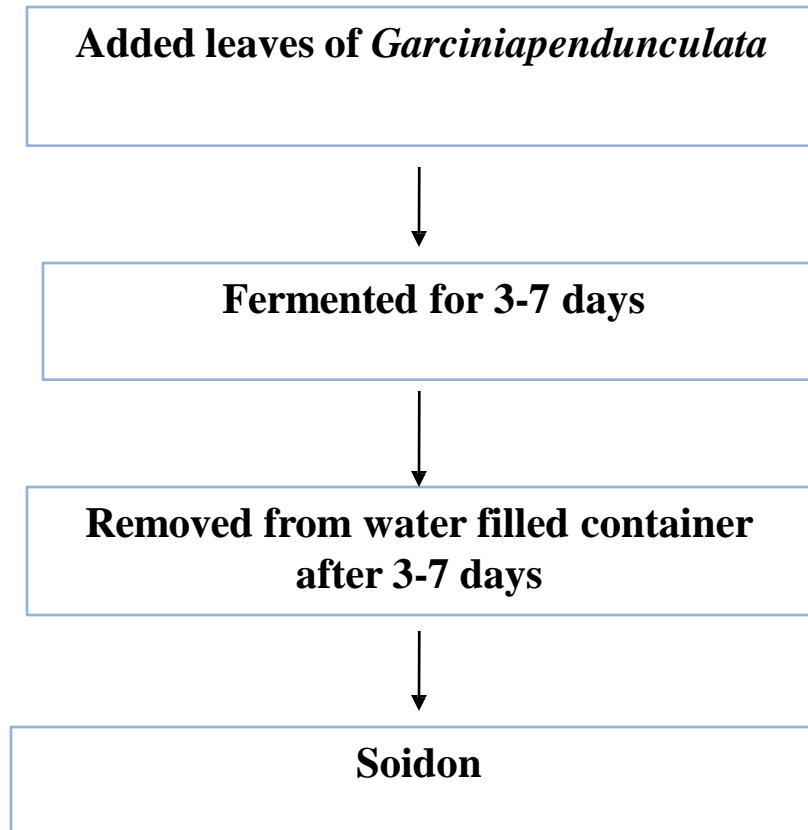 Added leaves of Garciniapendunculata
Fermented for 3-7 days
Removed from water filled container
after 3-7 days
Soidon